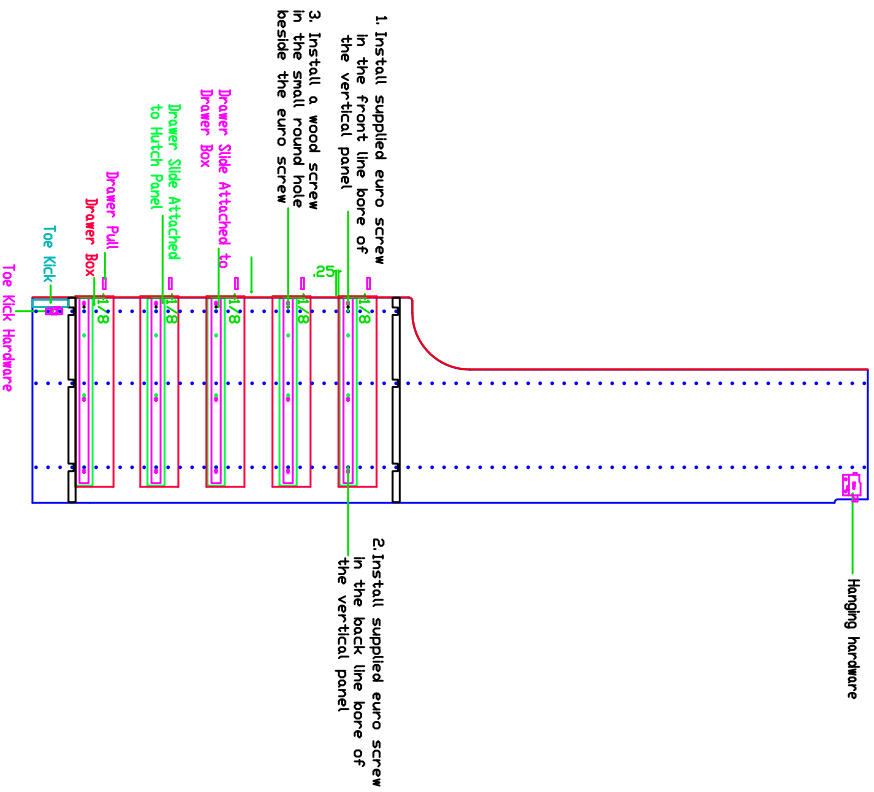 1. Install supplied euro screw
in the front line bore of
the vertical panel
3. Install a wood screw
in the small round hole
beside the euro screw
Drawer Slide Attached to
Drawer Box
Drawer Slide Attached
to Hutch Panel
Drawer Pull
Drawer Box
Toe Kick
Toe Kick Hardware
.25
1/8
1/8
1/8
1/8
1/8
2. Install supplied euro screw
in the back line bore of
the vertical panel
Hanging hardware